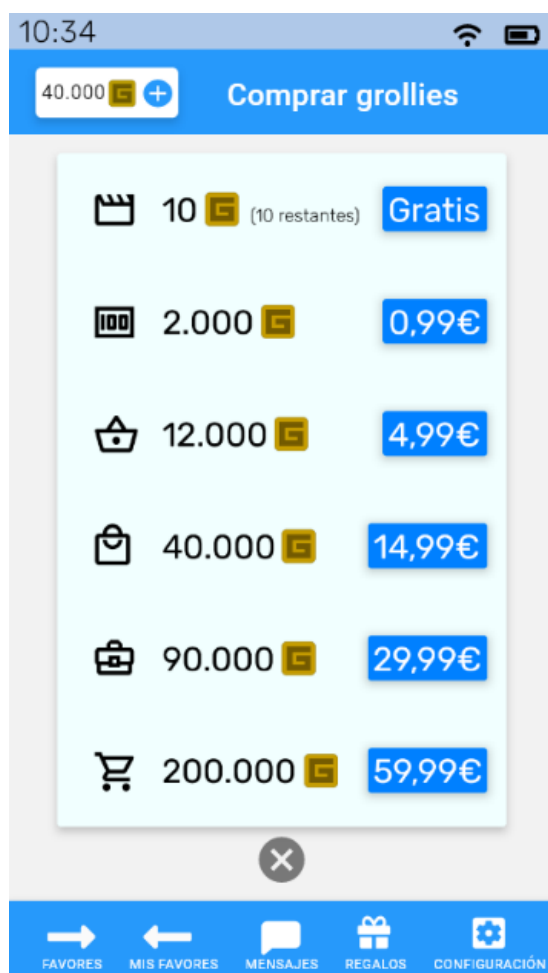 10:34
40.000 G
Comprar grollies
10 G (10 restantes) Gratis
100 2.000 G 0,99€
12.000 G 4,99€
40.000 G 14,99€
90.000 G 29,99€
200.000 G 59,99€
FAVORES MIS FAVORES MENSAJES REGALOS CONFIGURACIÓN